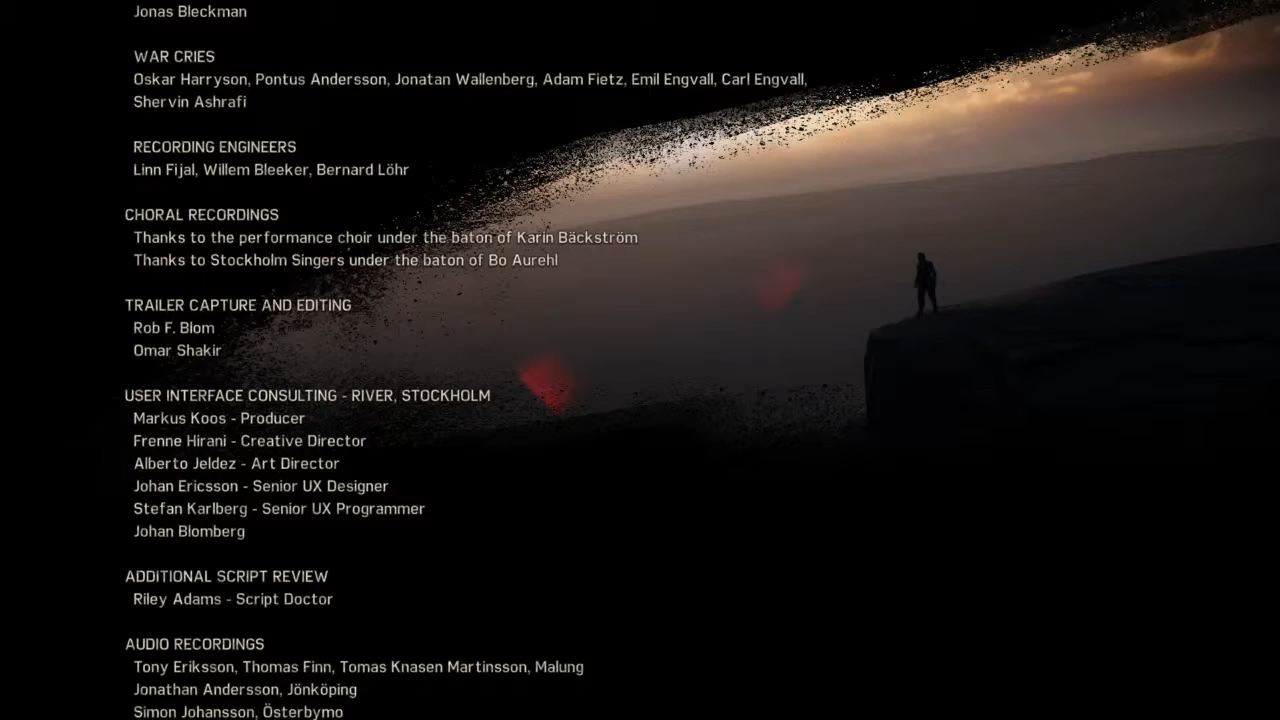 Jonas Bleckman
WAR CRIES
Oskar Harryson, Pontus Andersson, Jonatan Wallenberg, Adam Fietz, Emil Engvall, Carl Engvall,
Shervin Ashrafi
RECORDING ENGINEERS
Linn Fijal, Willem Bleeker, Bernard Löhr
CHORAL RECORDINGS
Thanks to the performance choir under the baton of Karin Bäckström
Thanks to Stockholm Singers under the baton of Bo Aurehl
TRAILER CAPTURE AND EDITING
Rob F. Blom
Omar Shakir
USER INTERFACE CONSULTING - RIVER, STOCKHOLM
Markus Koos - Producer
Frenne Hirani - Creative Director
Alberto Jeldez - Art Director
Johan Ericsson - Senior UX Designer
Stefan Karlberg - Senior UX Programmer
Johan Blomberg
ADDITIONAL SCRIPT REVIEW
Riley Adams - Script Doctor
AUDIO RECORDINGS
Tony Eriksson, Thomas Finn, Tomas Knasen Martinsson, Malung
Jonathan Andersson, Jönköping
Simon Johansson, Österbymo